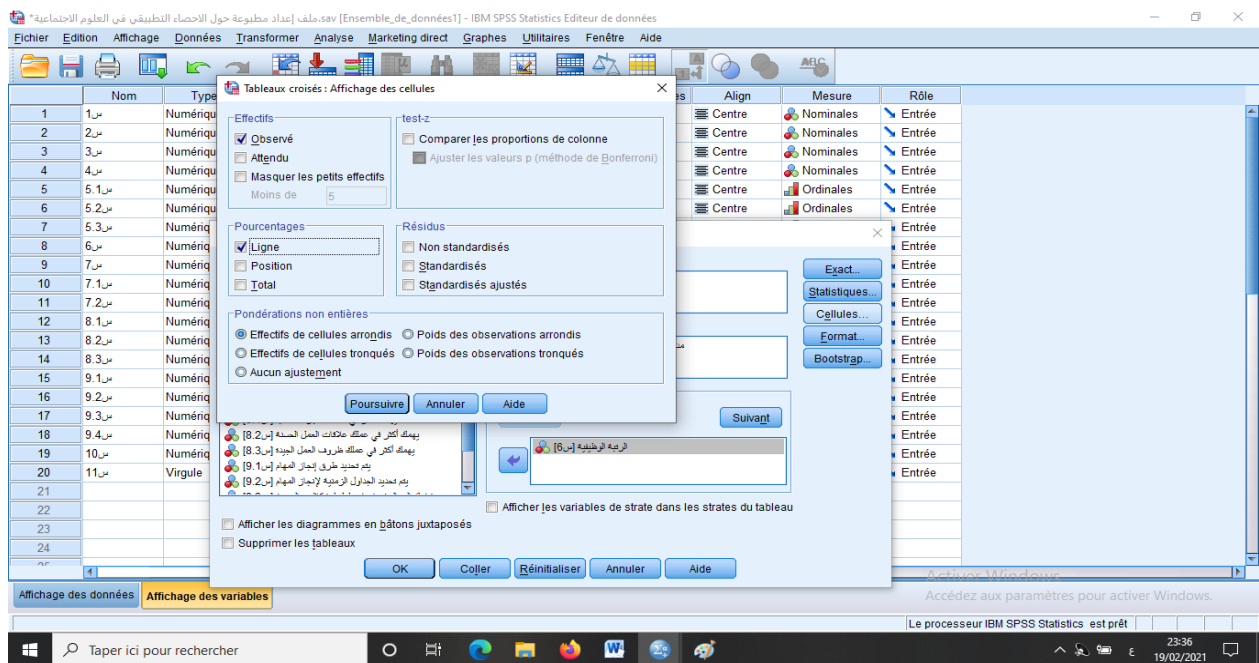 *ملف إعداد مطبوعة حول الاحصاء التطبيقي في العلوم الاجتماعية.sav [Ensemble_de_données1] - IBM SPSS Statistics Editeur de données
Fichier Edition Affichage Données Transformer Analyse Marketing direct Graphes Utilitaires Fenêtre Aide
Nom Type Align Mesure Rôle
1 س1 Numériqu Centre Nominales Entrée
2 س2 Numériqu Centre Nominales Entrée
3 س3 Numériqu Centre Nominales Entrée
4 س4 Numériqu Centre Nominales Entrée
5 س5.1 Numériqu Centre Ordinales Entrée
6 س5.2 Numériqu Centre Ordinales Entrée
7 س5.3 Numériq Entrée
8 س6 Numériq Entrée
9 س7 Numériq Entrée
10 س7.1 Numériq Entrée
11 س7.2 Numériq Entrée
12 س8.1 Numériq Entrée
13 س8.2 Numériq Entrée
14 س8.3 Numériq Entrée
15 س9.1 Numériq Entrée
16 س9.2 Numériq Entrée
17 س9.3 Numériq Entrée
18 س9.4 Numériq Entrée
19 س10 Numériq Entrée
20 س11 Virgule Entrée
21
22
23
24
Tableaux croisés : Affichage des cellules
Effectifs
Observé
Attendu
Masquer les petits effectifs
Moins de 5
test-z
Comparer les proportions de colonne
Ajuster les valeurs p (méthode de Bonferroni)
Pourcentages
Ligne
Position
Total
Résidus
Non standardisés
Standardisés
Standardisés ajustés
Pondérations non entières
Effectifs de cellules arrondis Poids des observations arrondis
Effectifs de cellules tronqués Poids des observations tronqués
Aucun ajustement
Poursuivre Annuler Aide
Exact...
Statistiques...
Cellules...
Format...
Bootstrap...
Suivant
يهمك أكثر في عملك علاقات العمل الحسنة [س8.2]
يهمك أكثر في عملك ظروف العمل الجيدة [س8.3]
يتم تحديد طرق إنجاز المهام [س9.1]
يتم تحديد الجداول الزمنية لإنجاز المهام [س9.2]
الرتبة الوظيفية [س6]
Afficher les variables de strate dans les strates du tableau
Afficher les diagrammes en bâtons juxtaposés
Supprimer les tableaux
OK Coller Réinitialiser Annuler Aide
Activer Windows
Accédez aux paramètres pour activer Windows.
Affichage des données Affichage des variables
Le processeur IBM SPSS Statistics est prêt
Taper ici pour rechercher
ع
23:36
19/02/2021